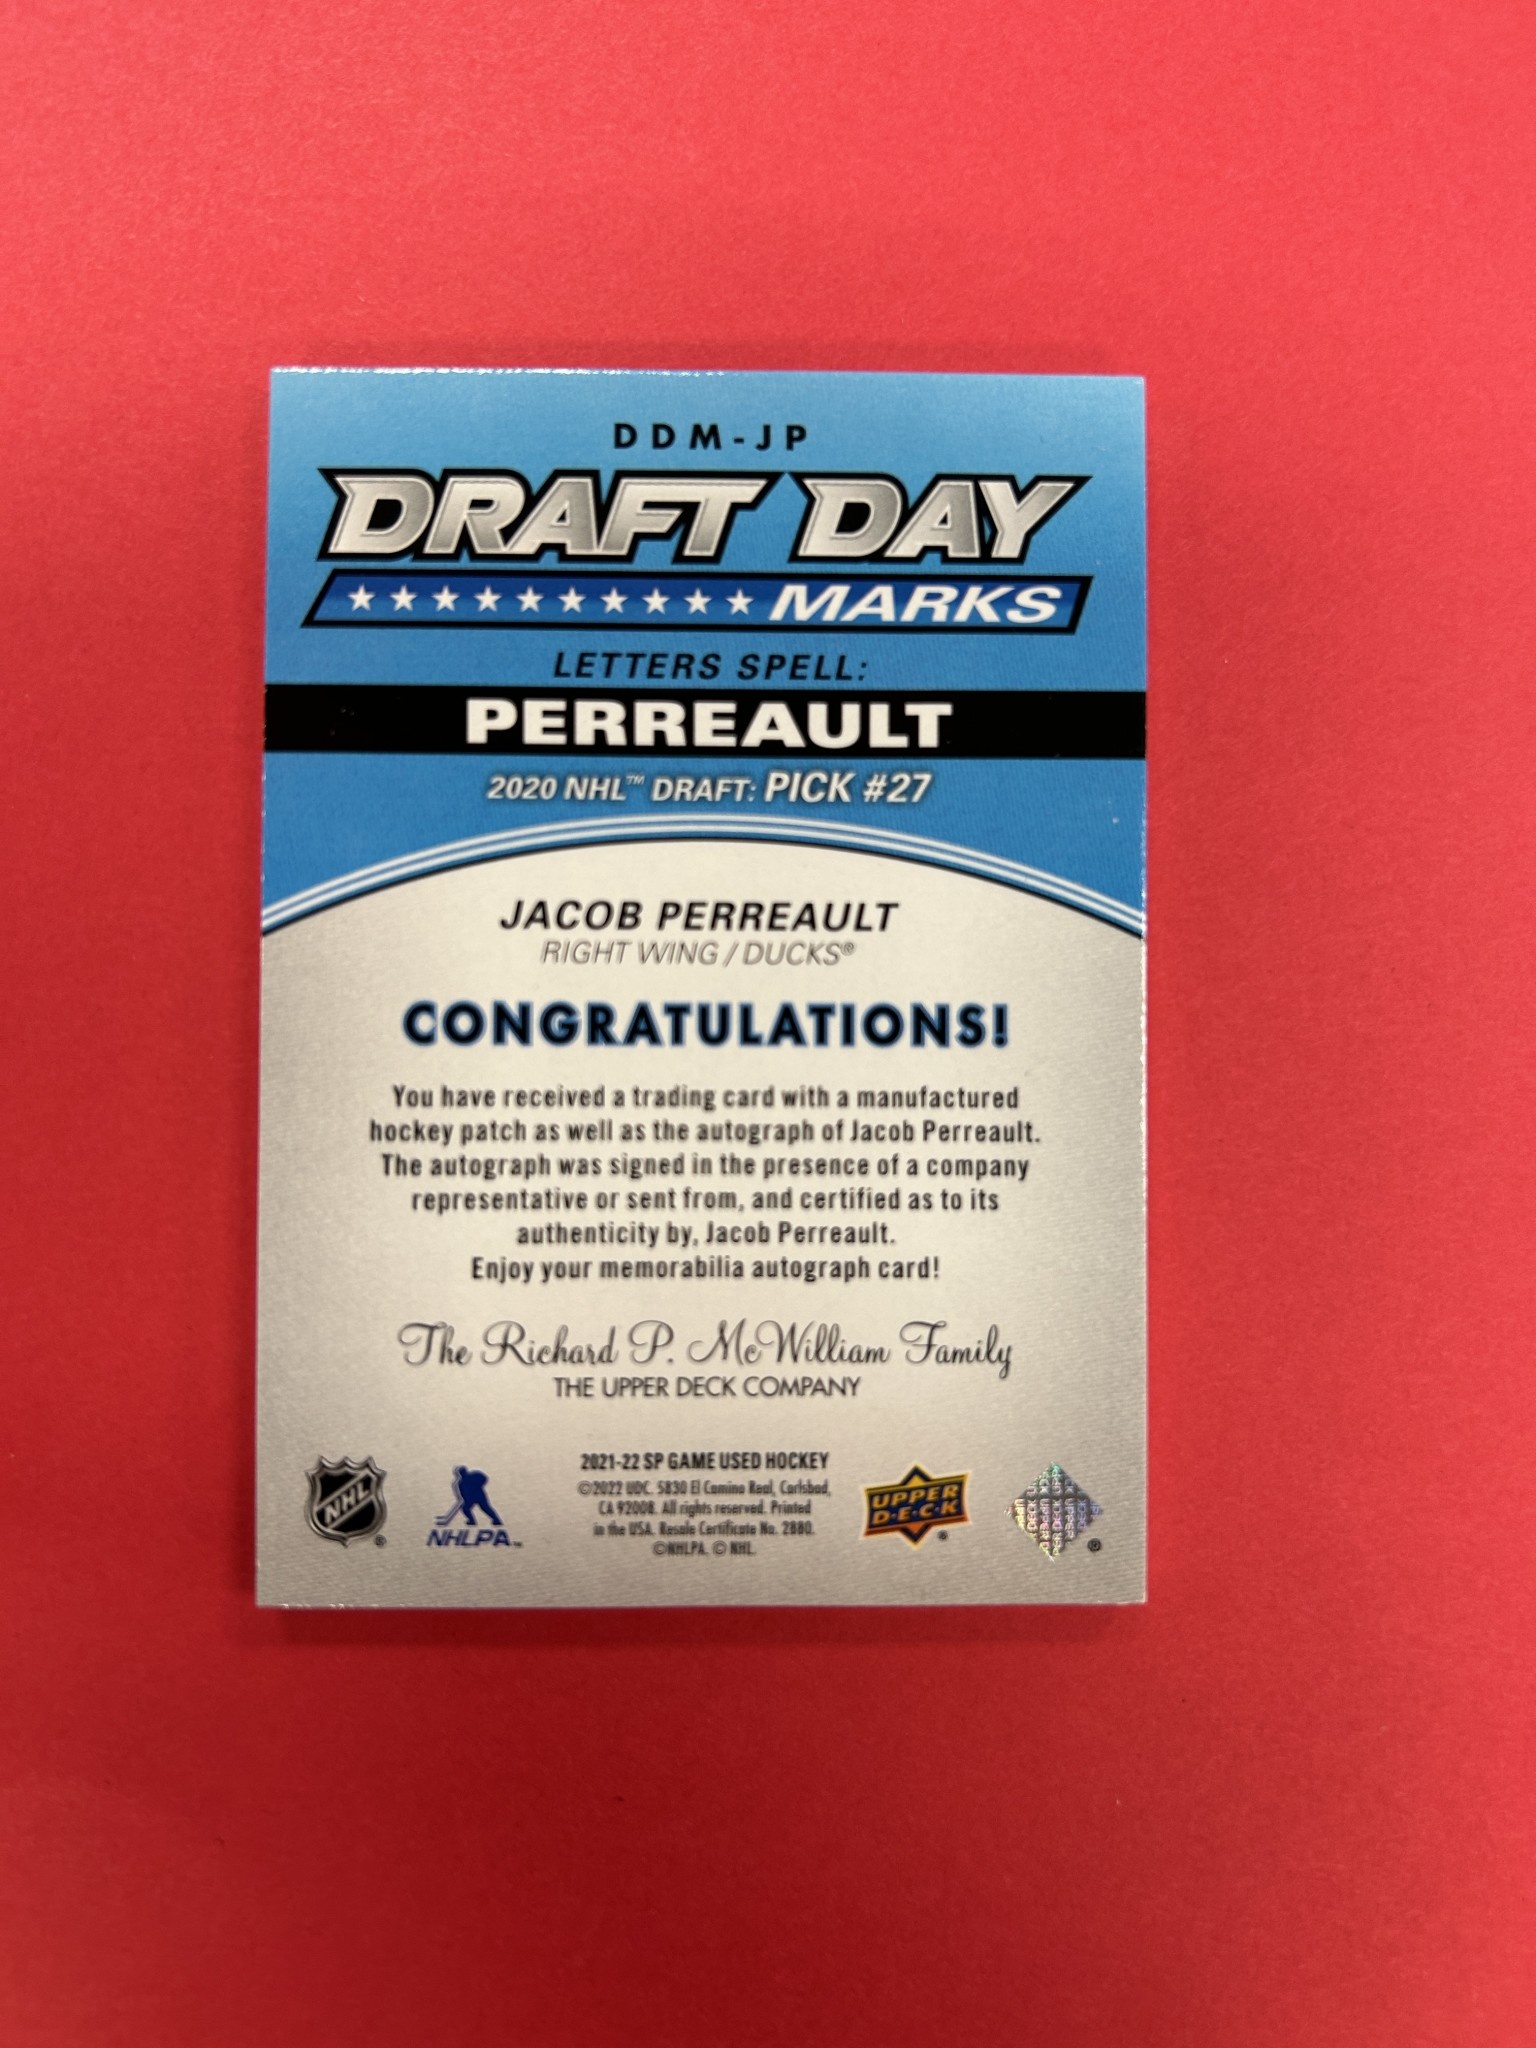 DDM-JP
DRAFT DAY
MARKS
LETTERS SPELL:
PERREAULT
2020 NHL™ DRAFT: PICK #27
JACOB PERREAULT
RIGHT WING / DUCKS®
CONGRATULATIONS!
You have received a trading card with a manufactured
hockey patch as well as the autograph of Jacob Perreault.
The autograph was signed in the presence of a company
representative or sent from, and certified as to its
authenticity by, Jacob Perreault.
Enjoy your memorabilia autograph card!
The Richard P. McWilliam Family
THE UPPER DECK COMPANY
2021-22 SP GAME USED HOCKEY
©2022 UDC. 5830 El Camino Real, Carlsbad,
CA 92008. All rights reserved. Printed
in the USA. Resale Certificate No. 2880.
©NHLPA. © NHL.
NHL ®
NHLPA™
UPPER
D·E·C·K ®
UPPER DECK ®